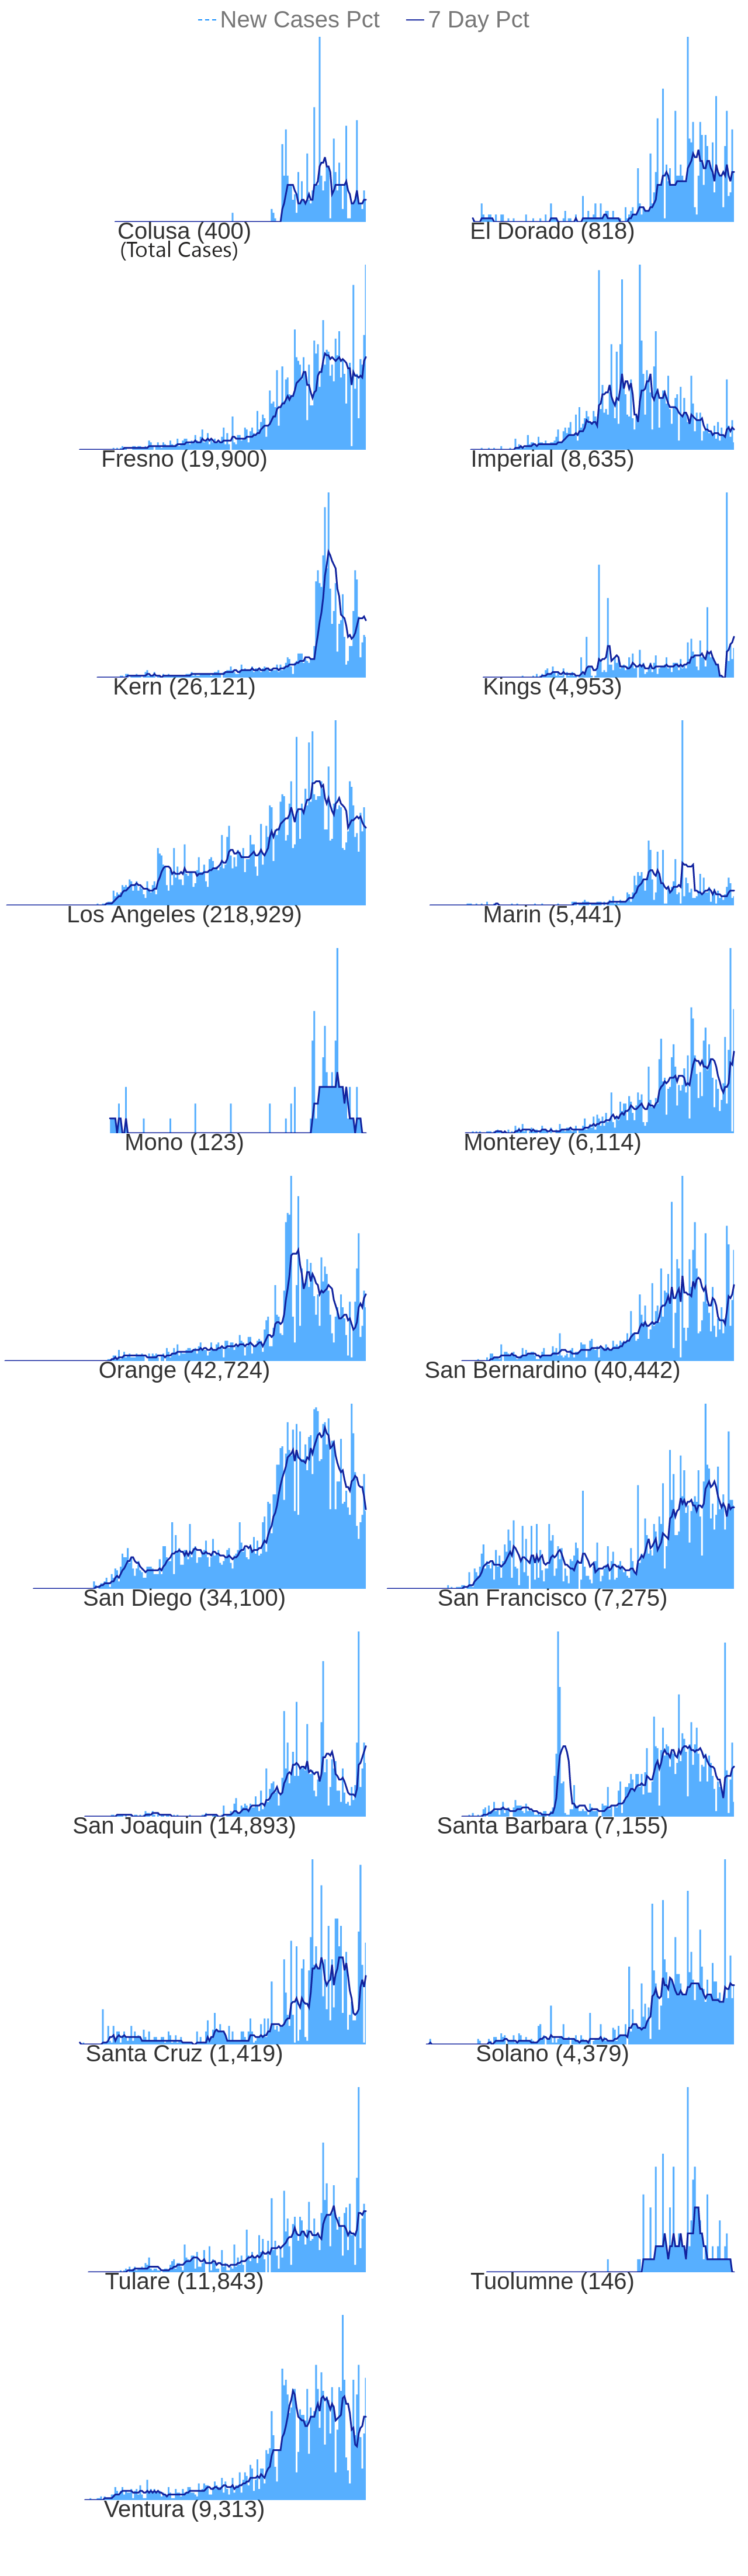 New Cases Pct 7 Day Pct
Colusa (400) El Dorado (818)
(Total Cases)
Fresno (19,900) Imperial (8,635)
Kern (26,121) Kings (4,953)
Los Angeles (218,929) Marin (5,441)
Mono (123) Monterey (6,114)
Orange (42,724) San Bernardino (40,442)
San Diego (34,100) San Francisco (7,275)
San Joaquin (14,893) Santa Barbara (7,155)
Santa Cruz (1,419) Solano (4,379)
Tulare (11,843) Tuolumne (146)
Ventura (9,313)